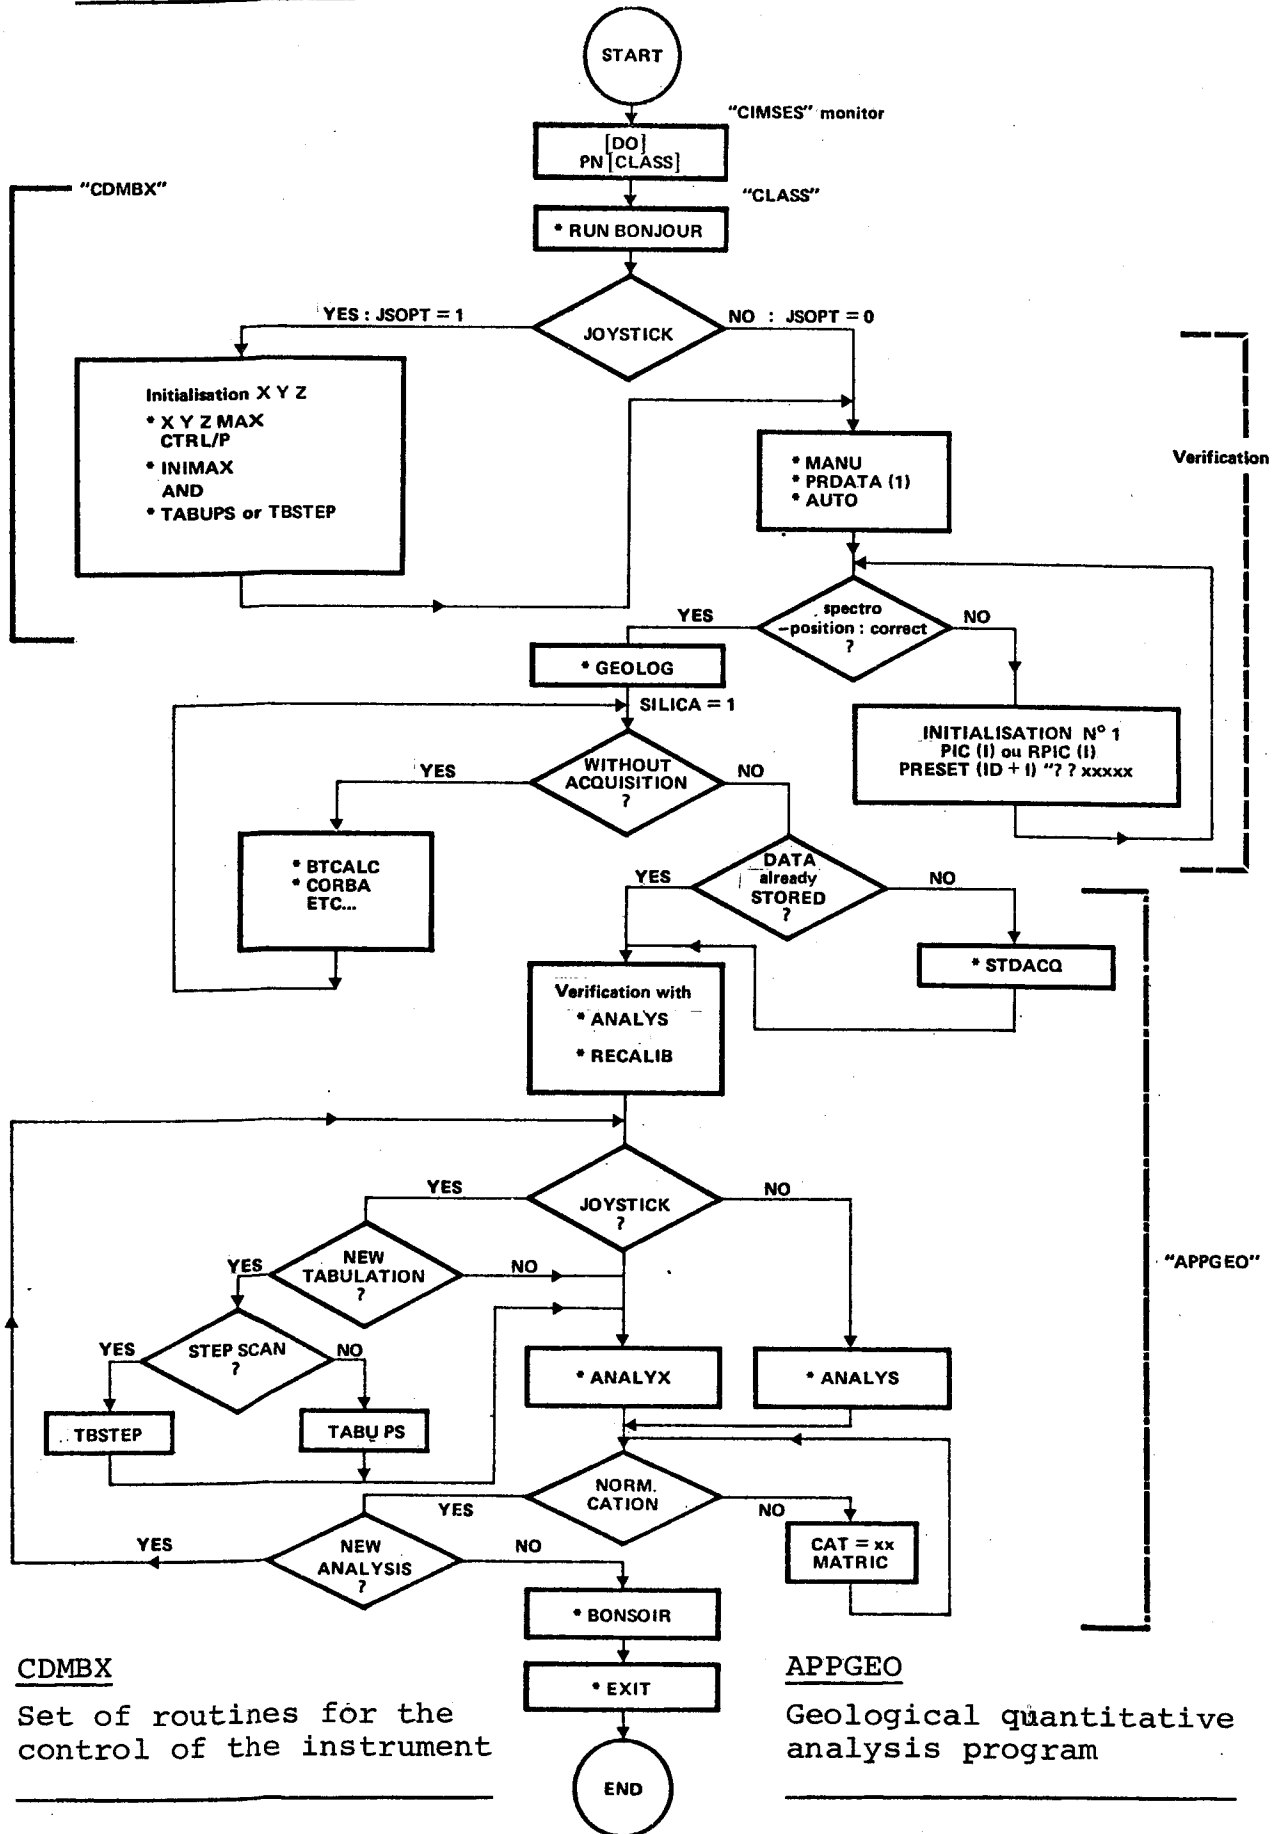 START
"CIMSES" monitor
[DO]
PN [CLASS]
"CDMBX"
"CLASS"
* RUN BONJOUR
YES : JSOPT = 1
JOYSTICK
NO : JSOPT = 0
Initialisation X Y Z
* X Y Z MAX
CTRL/P
* INIMAX
AND
* TABUPS or TBSTEP
* MANU
* PRDATA (1)
* AUTO
Verification
YES
spectro
-position : correct
?
NO
* GEOLOG
SILICA = 1
INITIALISATION N° 1
PIC (I) ou RPIC (I)
PRESET (ID + I) "? ? xxxxx
YES
WITHOUT
ACQUISITION
?
NO
* BTCALC
* CORBA
ETC...
YES
DATA
already
STORED
?
NO
* STDACQ
Verification with
* ANALYS
* RECALIB
YES
JOYSTICK
?
NO
"APPGEO"
YES
NEW
TABULATION
?
NO
YES
STEP SCAN
?
NO
* ANALYX
* ANALYS
TBSTEP
TABU PS
YES
NORM.
CATION
NO
CAT = xx
MATRIC
YES
NEW
ANALYSIS
?
NO
* BONSOIR
* EXIT
END
CDMBX
Set of routines for the
control of the instrument
APPGEO
Geological quantitative
analysis program